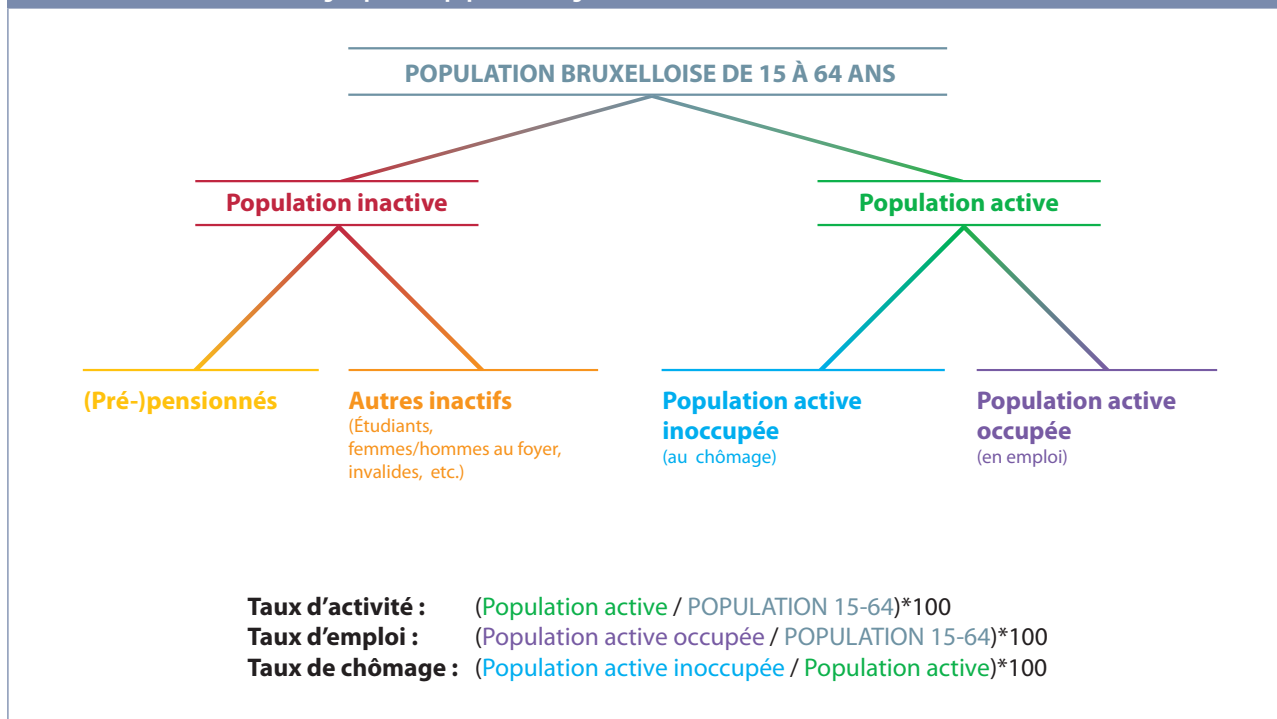 POPULATION BRUXELLOISE DE 15 À 64 ANS
Population inactive
Population active
(Pré-)pensionnés
Autres inactifs
(Étudiants,
femmes/hommes au foyer,
invalides, etc.)
Population active
inoccupée
(au chômage)
Population active
occupée
(en emploi)
Taux d’activité : (Population active / POPULATION 15-64)*100
Taux d’emploi : (Population active occupée / POPULATION 15-64)*100
Taux de chômage : (Population active inoccupée / Population active)*100